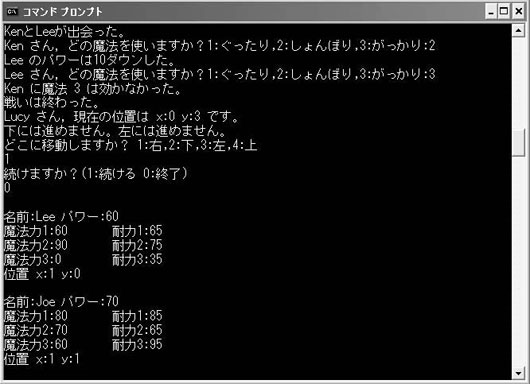 コマンド プロンプト
KenとLeeが出会った。
Ken さん，どの魔法を使いますか？1:ぐったり,2:しょんぼり,3:がっかり:2
Lee のパワーは10ダウンした。
Lee さん，どの魔法を使いますか？1:ぐったり,2:しょんぼり,3:がっかり:3
Ken に魔法 3 は効かなかった。
戦いは終わった。
Lucy さん，現在の位置は x:0 y:3 です。
下には進めません。左には進めません。
どこに移動しますか？ 1:右,2:下,3:左,4:上
1
続けますか？(1:続ける 0:終了)
0
名前:Lee パワー:60
魔法力1:60 耐力1:65
魔法力2:90 耐力2:75
魔法力3:0 耐力3:35
位置 x:1 y:0
名前:Joe パワー:70
魔法力1:80 耐力1:85
魔法力2:70 耐力2:65
魔法力3:60 耐力3:95
位置 x:1 y:1